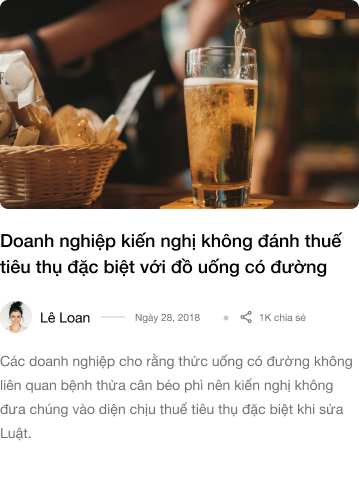 Doanh nghiệp kiến nghị không đánh thuế
tiêu thụ đặc biệt với đồ uống có đường
Lê Loan
Ngày 28, 2018
1K chia sẻ
Các doanh nghiệp cho rằng thức uống có đường không
liên quan bệnh thừa cân béo phì nên kiến nghị không
đưa chúng vào diện chịu thuế tiêu thụ đặc biệt khi sửa
Luật.